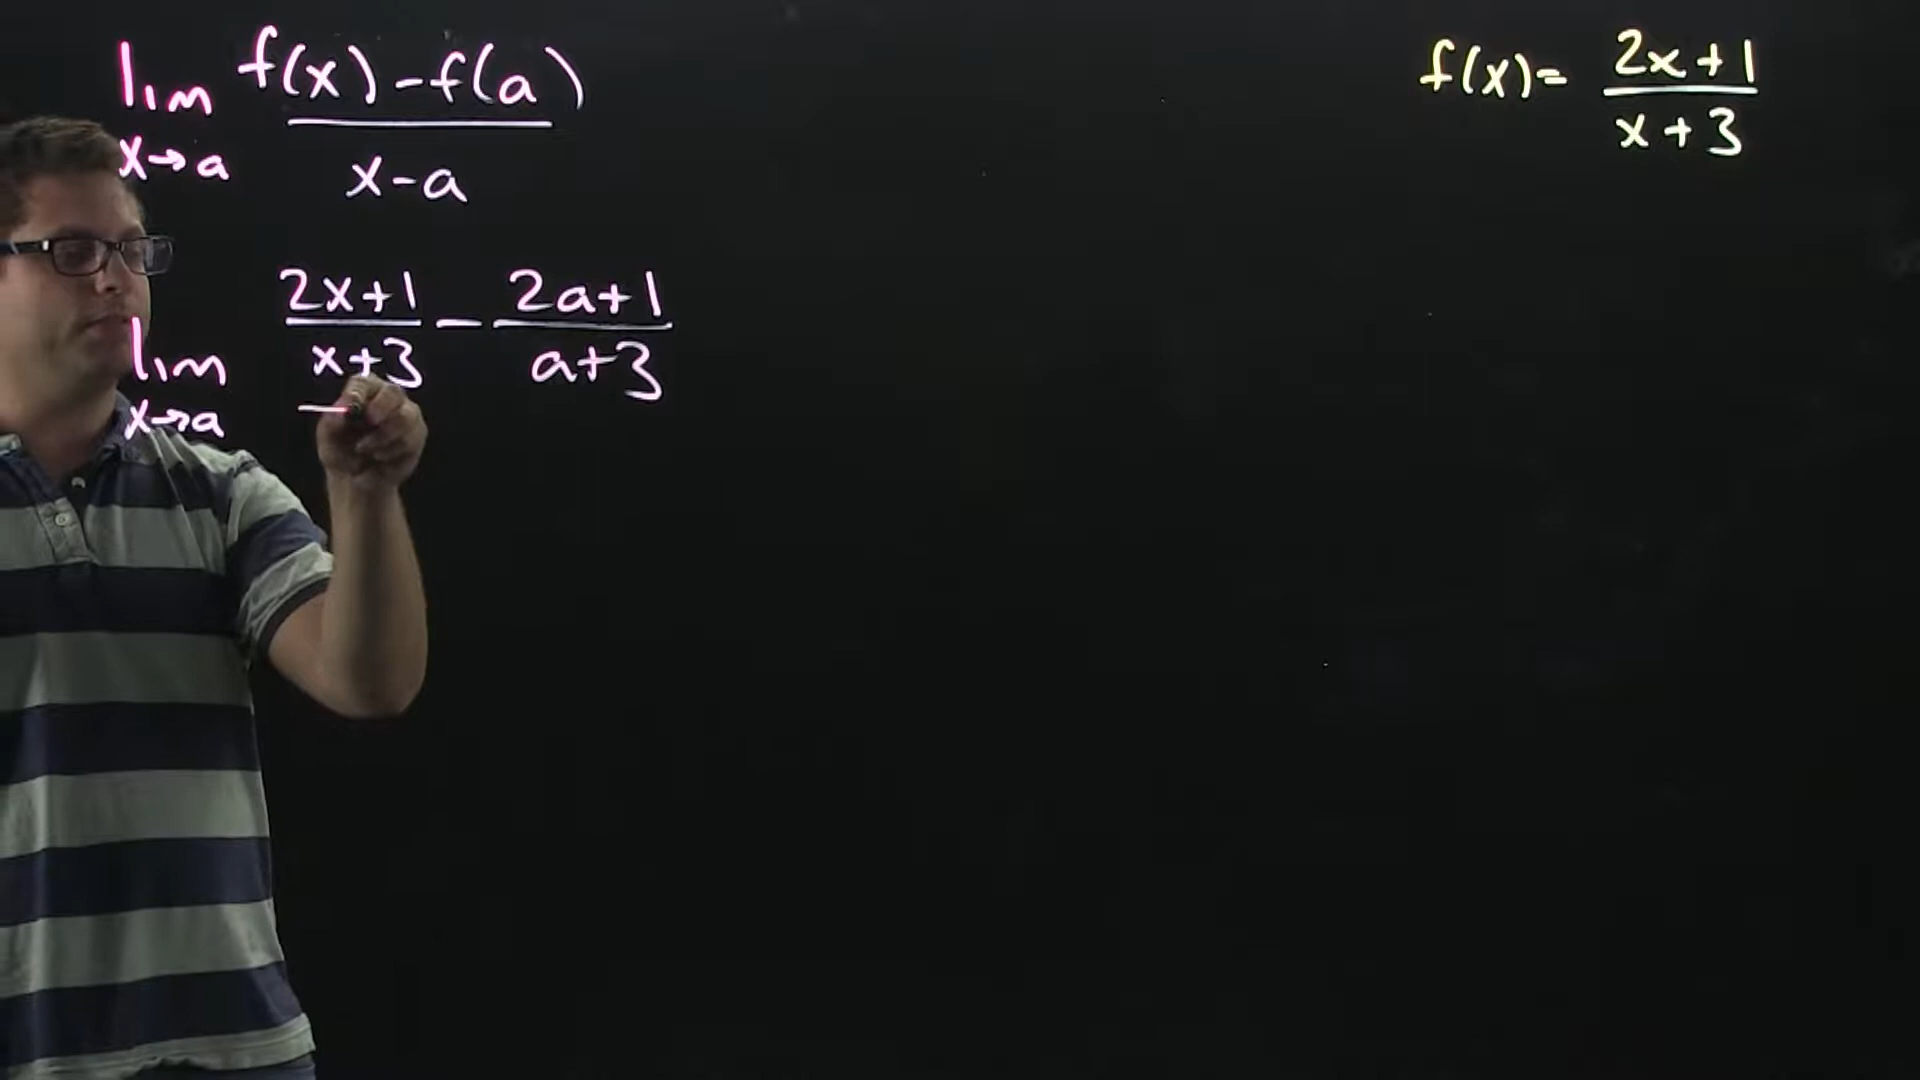 lim f(x) - f(a)
x→a x-a
f(x)= 2x+1
x+3
2x+1 - 2a+1
lim x+3 a+3
x→a